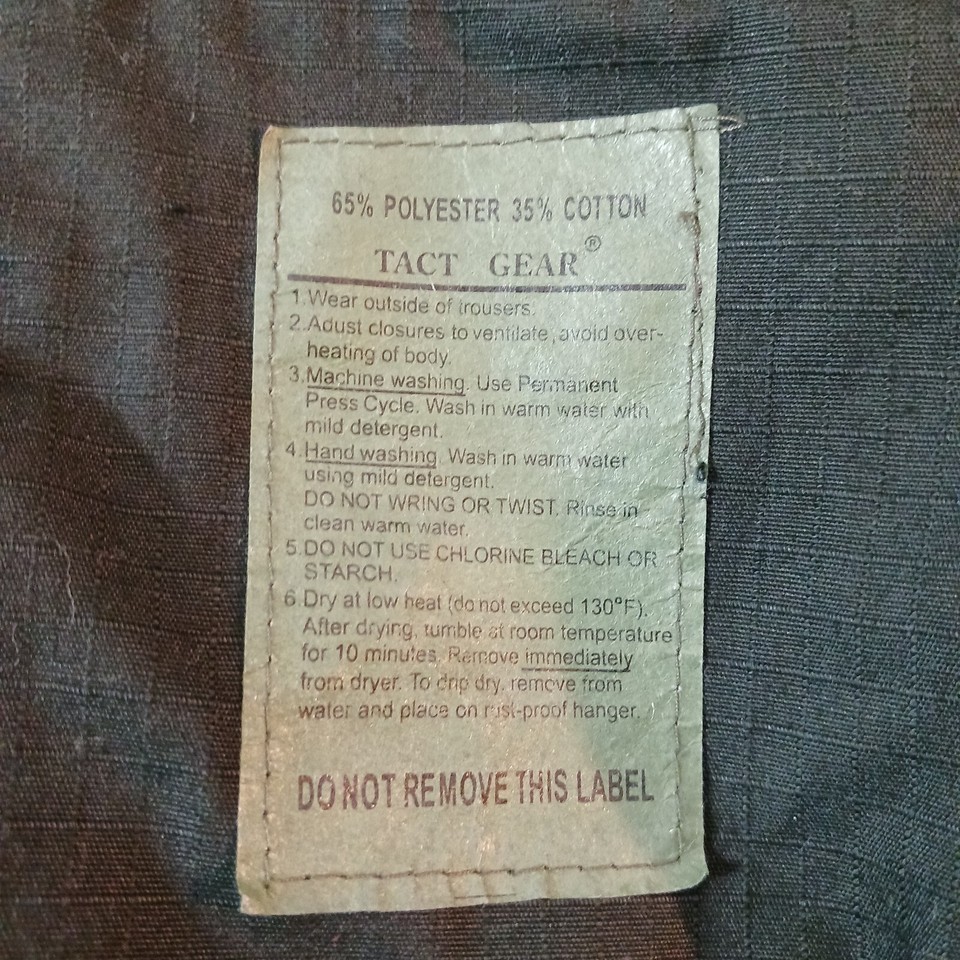 65% POLYESTER 35% COTTON
TACT GEAR®
1.Wear outside of trousers.
2.Adust closures to ventilate, avoid over-
heating of body.
3.Machine washing. Use Permanent
Press Cycle. Wash in warm water with
mild detergent.
4.Hand washing. Wash in warm water
using mild detergent.
DO NOT WRING OR TWIST. Rinse in
clean warm water.
5.DO NOT USE CHLORINE BLEACH OR
STARCH.
6.Dry at low heat (do not exceed 130°F).
After drying, tumble at room temperature
for 10 minutes. Remove immediately
from dryer. To drip dry, remove from
water and place on rust-proof hanger.
DO NOT REMOVE THIS LABEL